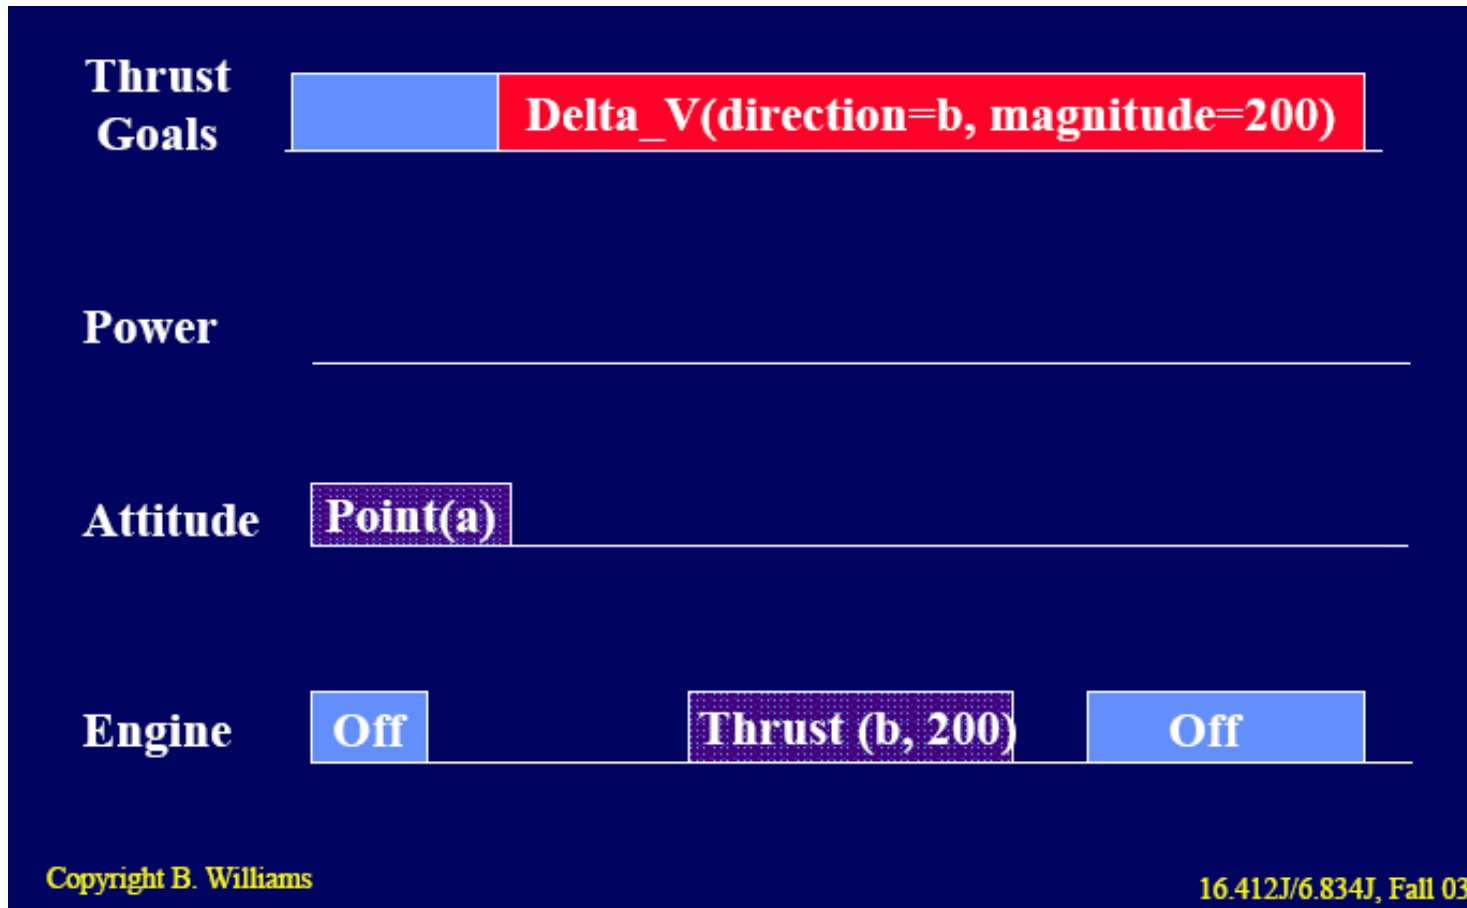 Thrust
Goals
Delta_V(direction=b, magnitude=200)
Power
Attitude
Point(a)
Engine
Off
Thrust (b, 200)
Off
Copyright B. Williams
16.412J/6.834J, Fall 03